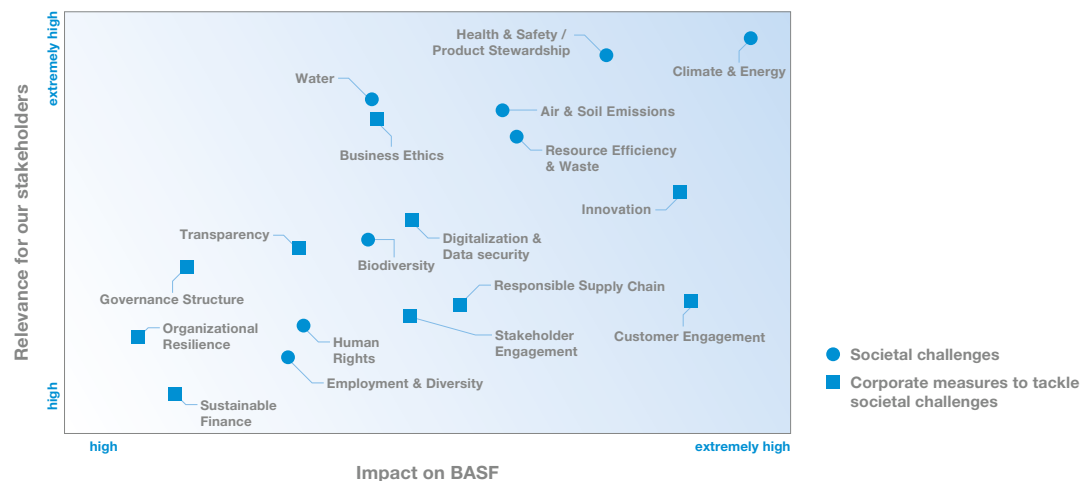 extremely high
Relevance for our stakeholders
high
Health & Safety /
Product Stewardship
Climate & Energy
Water
Air & Soil Emissions
Business Ethics
Resource Efficiency
& Waste
Innovation
Transparency
Digitalization &
Data security
Biodiversity
Governance Structure
Responsible Supply Chain
Organizational
Resilience
Human
Rights
Stakeholder
Engagement
Customer Engagement
Employment & Diversity
Sustainable
Finance
high
extremely high
Impact on BASF
Societal challenges
Corporate measures to tackle
societal challenges